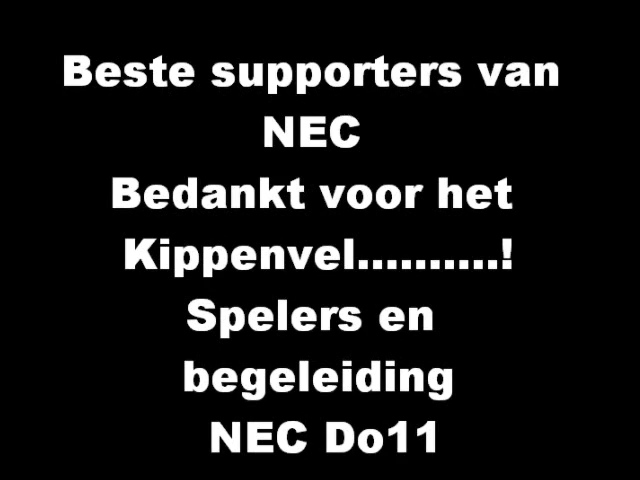 Beste supporters van
NEC
Bedankt voor het
Kippenvel..........!
Spelers en
begeleiding
NEC Do11